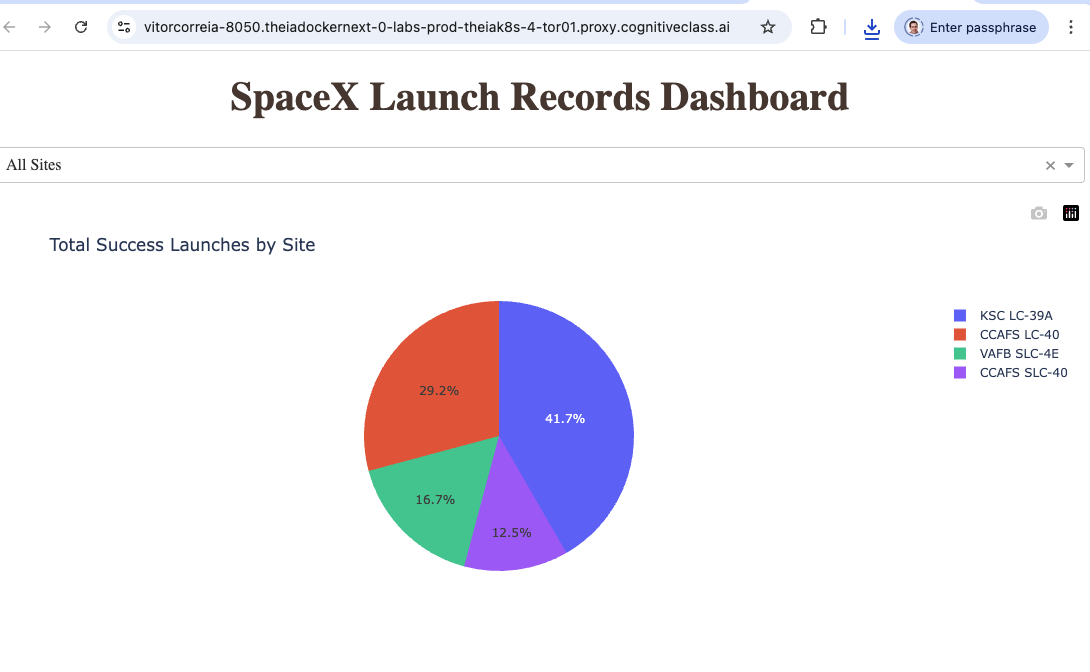 vitorcorreia-8050.theiadockernext-0-labs-prod-theiak8s-4-tor01.proxy.cognitiveclass.ai
Enter passphrase
SpaceX Launch Records Dashboard
All Sites
Total Success Launches by Site
KSC LC-39A
CCAFS LC-40
VAFB SLC-4E
CCAFS SLC-40
29.2%
41.7%
16.7%
12.5%